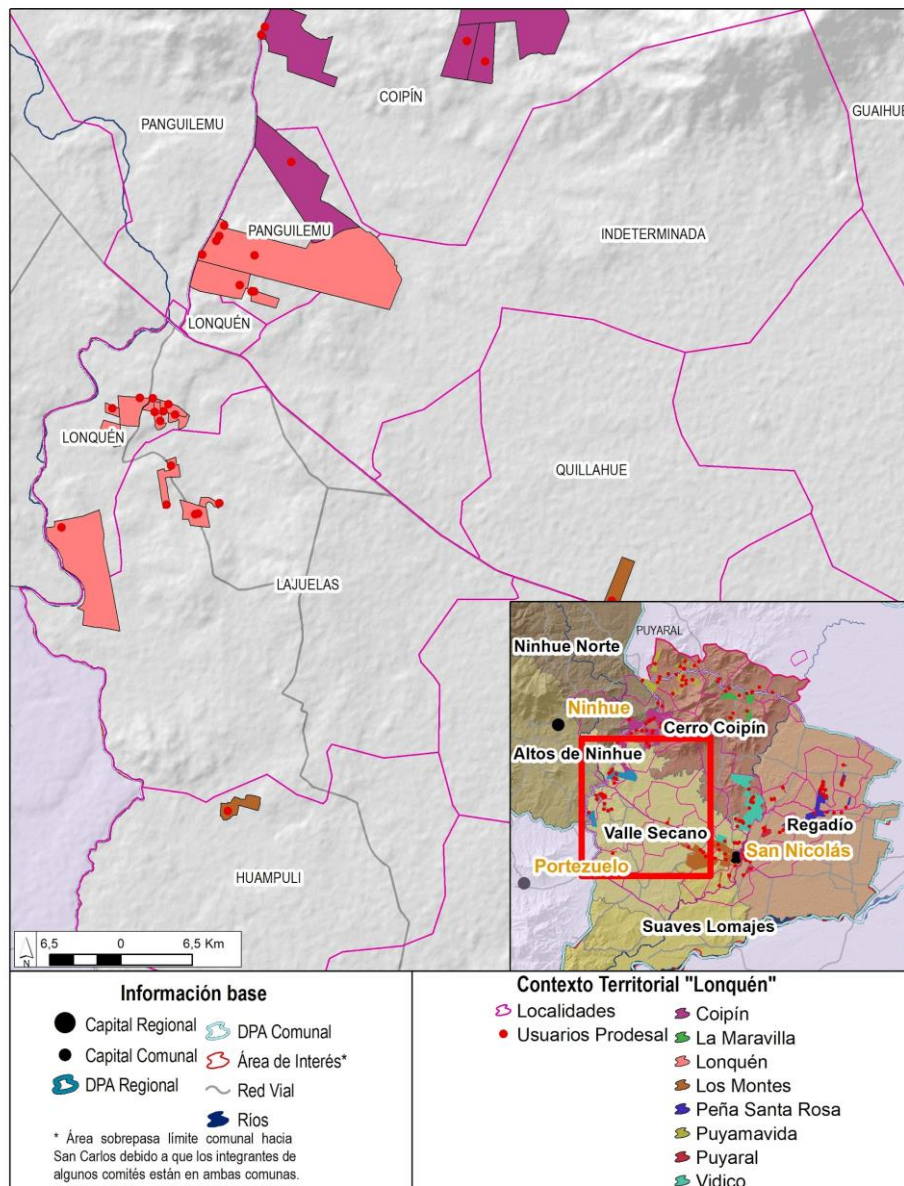 COIPÍN
PANGUILEMU
GUAIHUE
PANGUILEMU
INDETERMINADA
LONQUÉN
LONQUÉN
QUILLAHUE
LAJUELAS
HUAMPULI
6,5 0 6,5 Km
N
PUYARAL
Ninhue Norte
Ninhue
Cerro Coipín
Altos de Ninhue
Valle Secano
Regadío
San Nicolás
Portezuelo
Suaves Lomajes
Información base
Capital Regional
Capital Comunal
DPA Regional
DPA Comunal
Área de Interés*
Red Vial
Ríos
* Área sobrepasa límite comunal hacia
San Carlos debido a que los integrantes de
algunos comités están en ambas comunas.
Contexto Territorial "Lonquén"
Localidades
Usuarios Prodesal
Coipín
La Maravilla
Lonquén
Los Montes
Peña Santa Rosa
Puyamavida
Puyaral
Vidico